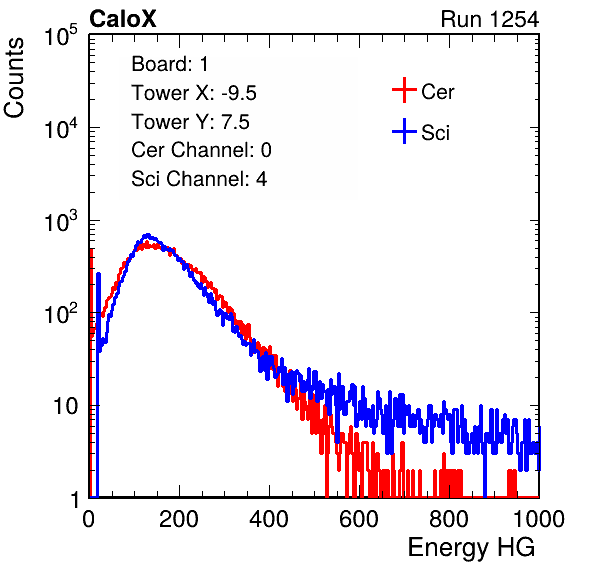 CaloX Run 1254
Counts
Board: 1
Tower X: -9.5
Tower Y: 7.5
Cer Channel: 0
Sci Channel: 4
Cer
Sci
10^5
10^4
10^3
10^2
10
1
0 200 400 600 800 1000
Energy HG